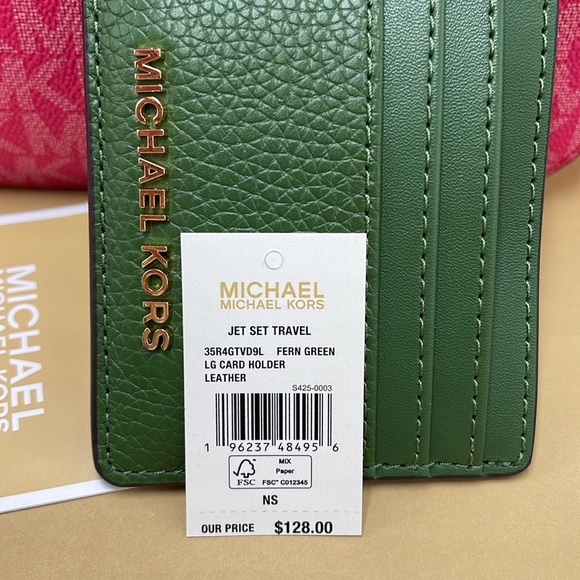 MICHAEL KORS
MICHAEL
MICHAEL KORS
MICHAEL
MICHAEL KORS
JET SET TRAVEL
35R4GTVD9L FERN GREEN
LG CARD HOLDER
LEATHER
S425-0003
1 96237 48495 6
FSC
MIX
Paper
FSC® C012345
NS
OUR PRICE $128.00